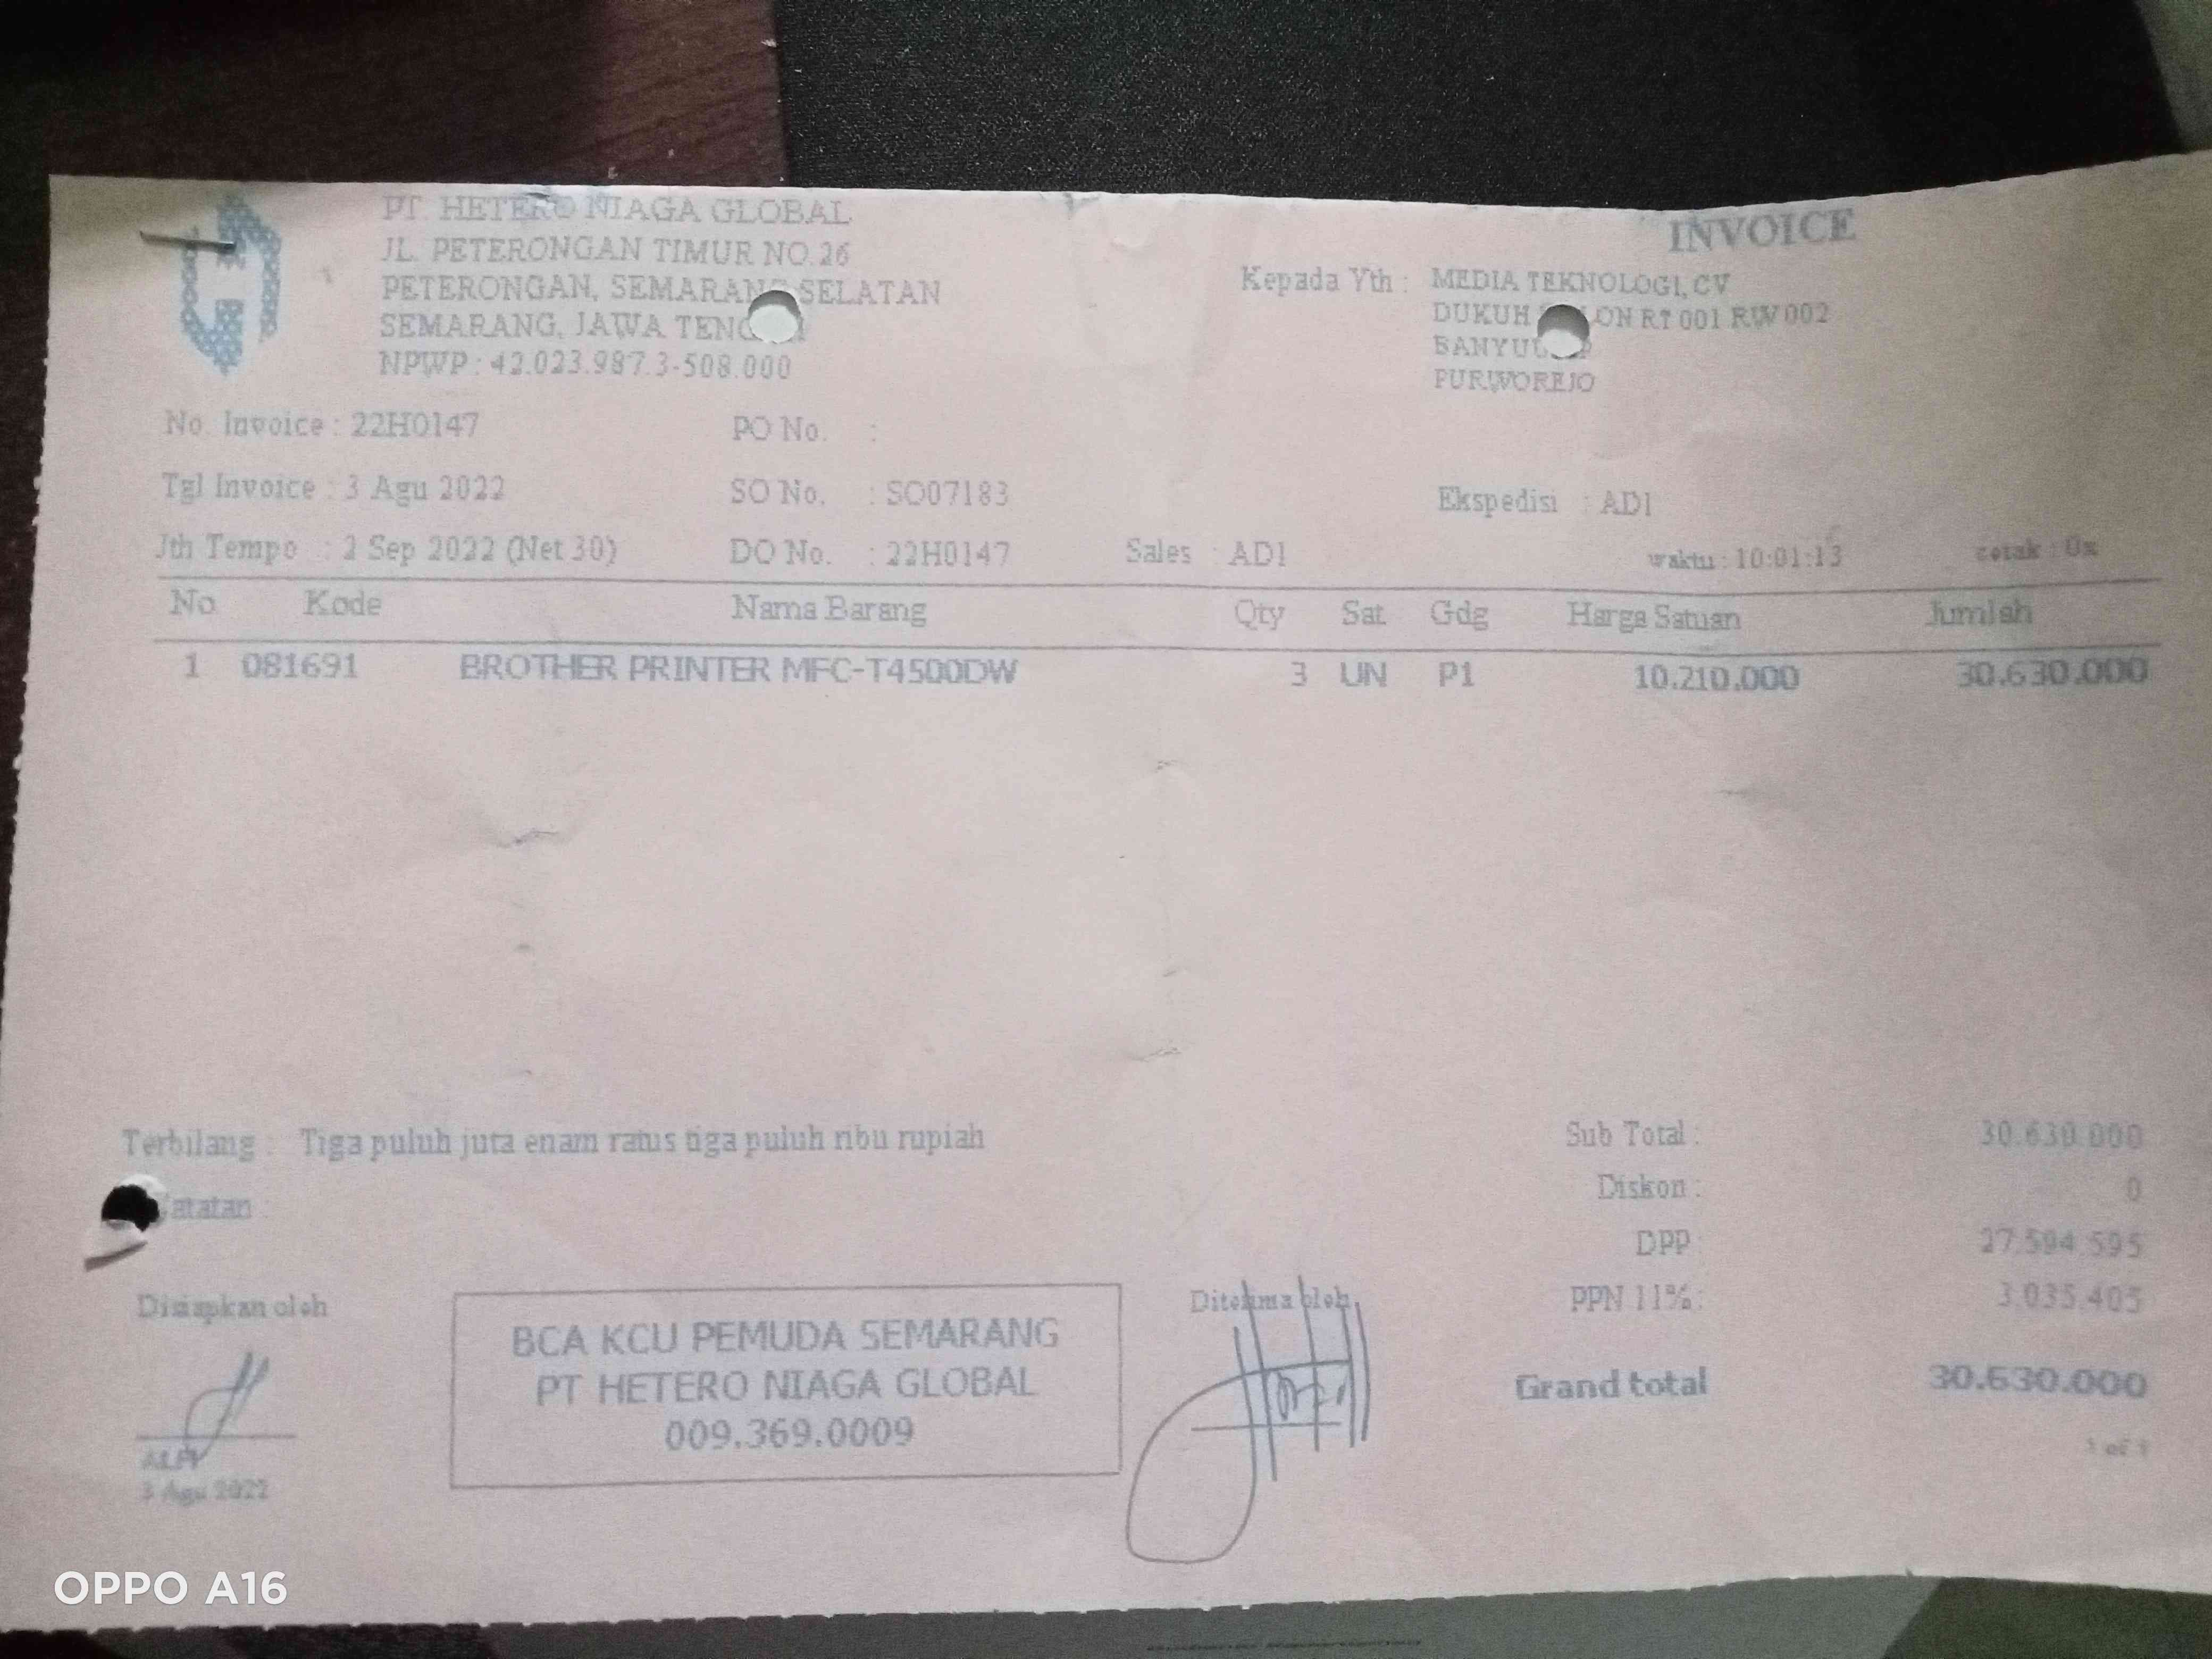 PT. HETERO NIAGA GLOBAL
JL. PETERONGAN TIMUR NO.26
PETERONGAN, SEMARANG SELATAN
SEMARANG, JAWA
NPWP : 42.023.987.3-508.000
INVOICE
Kepada Yth : MEDIA TEKNOLOGI, CV
DUKUH RT 001 RW 002
PURWOREJO
No. Invoice : 22H0147 PO No. :
Tgl Invoice : 3 Agu 2022 SO No. : SO07183 Ekspedisi : ADI
Jth Tempo : 2 Sep 2022 (Net 30) DO No. : 22H0147 Sales : ADI waktu : 10:01:13 cetak : 0x
No Kode Nama Barang Qty Sat Gdg Harga Satuan Jumlah
1 081691 BROTHER PRINTER MFC-T4500DW 3 UN P1 10.210.000 30.630.000
Terbilang : Tiga puluh juta enam ratus tiga puluh ribu rupiah
Sub Total : 30.630.000
Diskon : 0
DPP 27.594.595
PPN 11% : 3.035.405
Grand total 30.630.000
1 of 1
Disiapkan oleh
ALFI
3 Agu 2022
BCA KCU PEMUDA SEMARANG
PT HETERO NIAGA GLOBAL
009.369.0009
Diterima oleh
OPPO A16